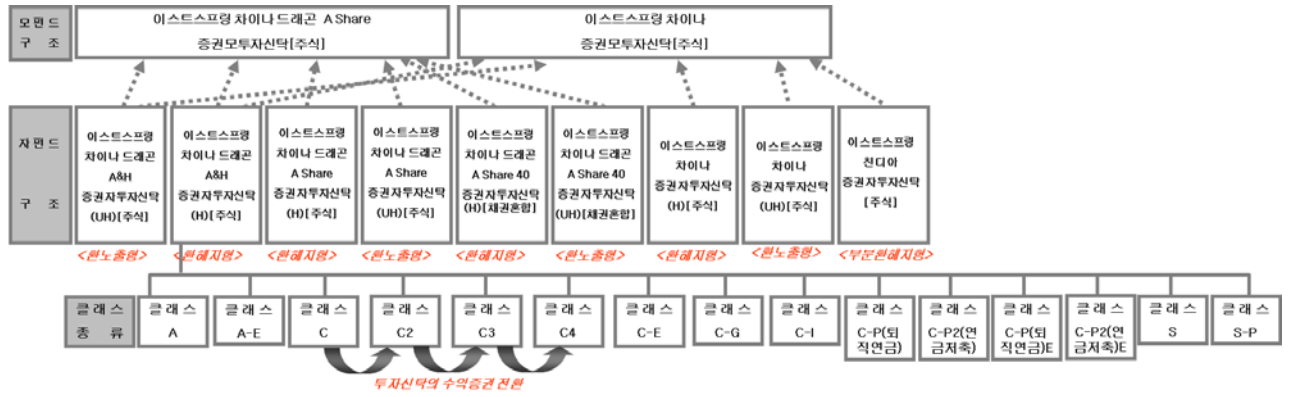 모펀드
구 조
이스트스프링 차이나드래곤 A Share
증권모투자신탁[주식]
이스트스프링 차이나
증권모투자신탁[주식]
자펀드
구 조
이스트스프링
차이나 드래곤
A&H
증권자투자신탁
(UH)[주식]
이스트스프링
차이나 드래곤
A&H
증권자투자신탁
(H)[주식]
이스트스프링
차이나 드래곤
A Share
증권자투자신탁
(H)[주식]
이스트스프링
차이나 드래곤
A Share
증권자투자신탁
(UH)[주식]
이스트스프링
차이나 드래곤
A Share 40
증권자투자신탁
(H)[채권혼합]
이스트스프링
차이나 드래곤
A Share 40
증권자투자신탁
(UH)[채권혼합]
이스트스프링
차이나
증권자투자신탁
(H)[주식]
이스트스프링
차이나
증권자투자신탁
(UH)[주식]
이스트스프링
친디아
증권자투자신탁
[주식]
<환노출형>
<환헤지형>
<환헤지형>
<환노출형>
<환헤지형>
<환노출형>
<환헤지형>
<환노출형>
<부분환헤지형>
클래스
종 류
클래스
A
클래스
A-E
클래스
C
클래스
C2
클래스
C3
클래스
C4
클래스
C-E
클래스
C-G
클래스
C-I
클래스
C-P(퇴
직연금)
클래스
C-P2(연
금저축)
클래스
C-P(퇴
직연금)E
클래스
C-P2(연
금저축)E
클래스
S
클래스
S-P
투자신탁의 수익증권 전환